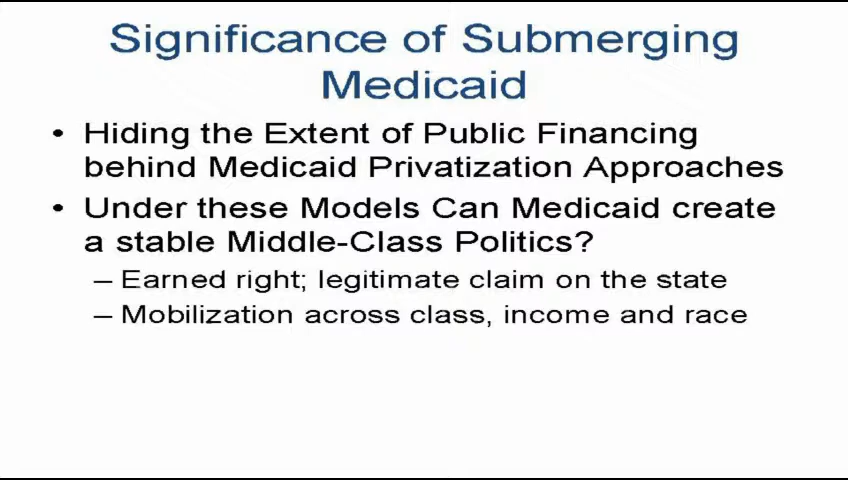 Significance of Submerging
Medicaid
• Hiding the Extent of Public Financing
behind Medicaid Privatization Approaches
• Under these Models Can Medicaid create
a stable Middle-Class Politics?
– Earned right; legitimate claim on the state
– Mobilization across class, income and race